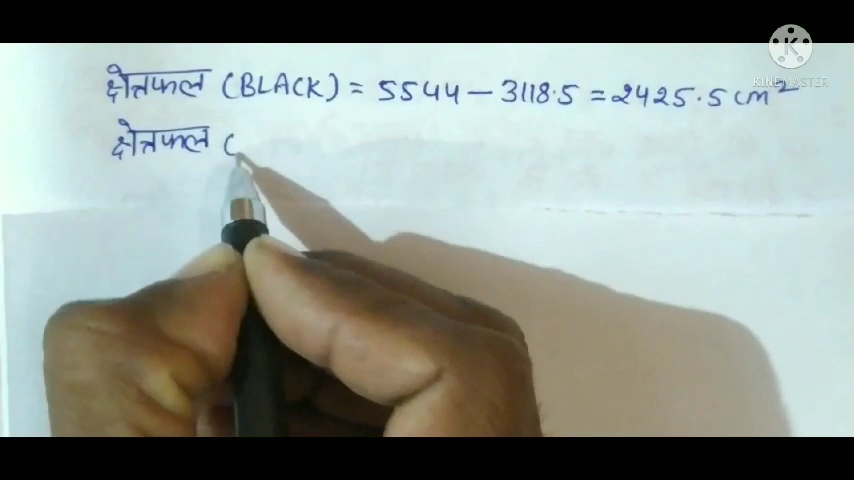 KINEMASTER
क्षेत्रफल (BLACK) = 5544 - 3118.5 = 2425.5 cm²
क्षेत्रफल (